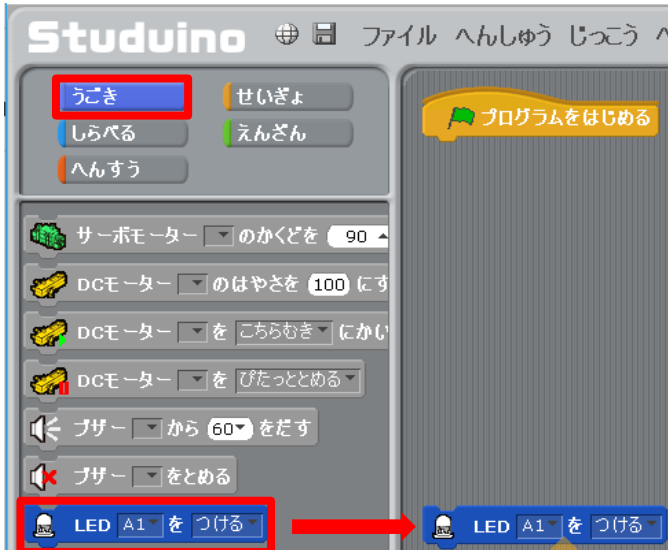 Studuino ファイル へんしゅう じっこう
うごき せいぎょ
しらべる えんざん
へんすう
プログラムをはじめる
サーボモーター のかくどを 90
DCモーター のはやさを 100 にす
DCモーター を こちらむき にかい
DCモーター を ぴたっととめる
ブザー から 60 をだす
ブザー をとめる
LED A1 を つける
LED A1 を つける